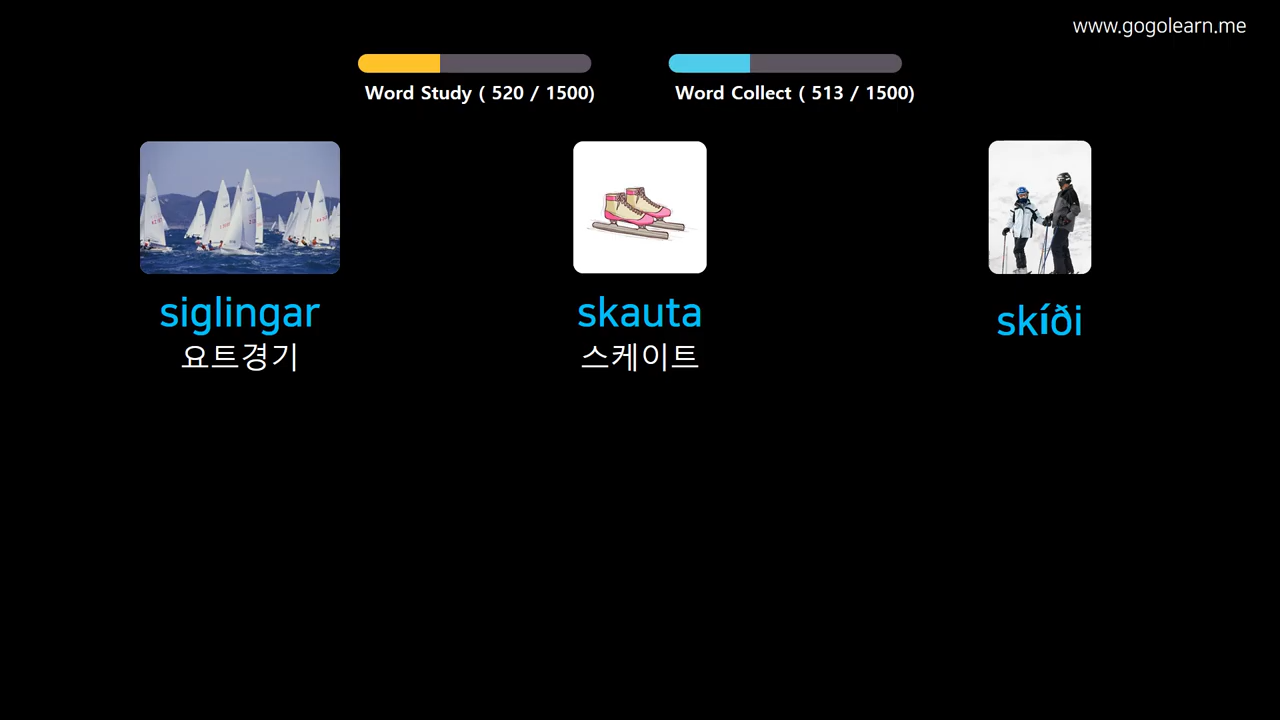 www.gogolearn.me
Word Study ( 520 / 1500)
Word Collect ( 513 / 1500)
siglingar
요트경기
skauta
스케이트
skíði